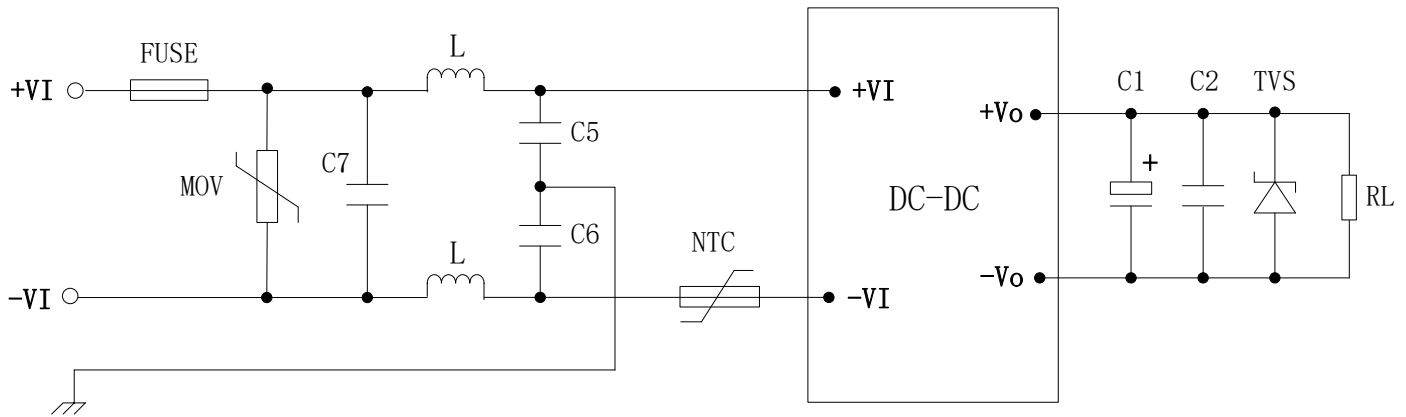 FUSE
L
+VI
+VI
C1
C2
TVS
+Vo
C5
+
MOV
C7
DC-DC
RL
C6
NTC
L
-Vo
-VI
-VI